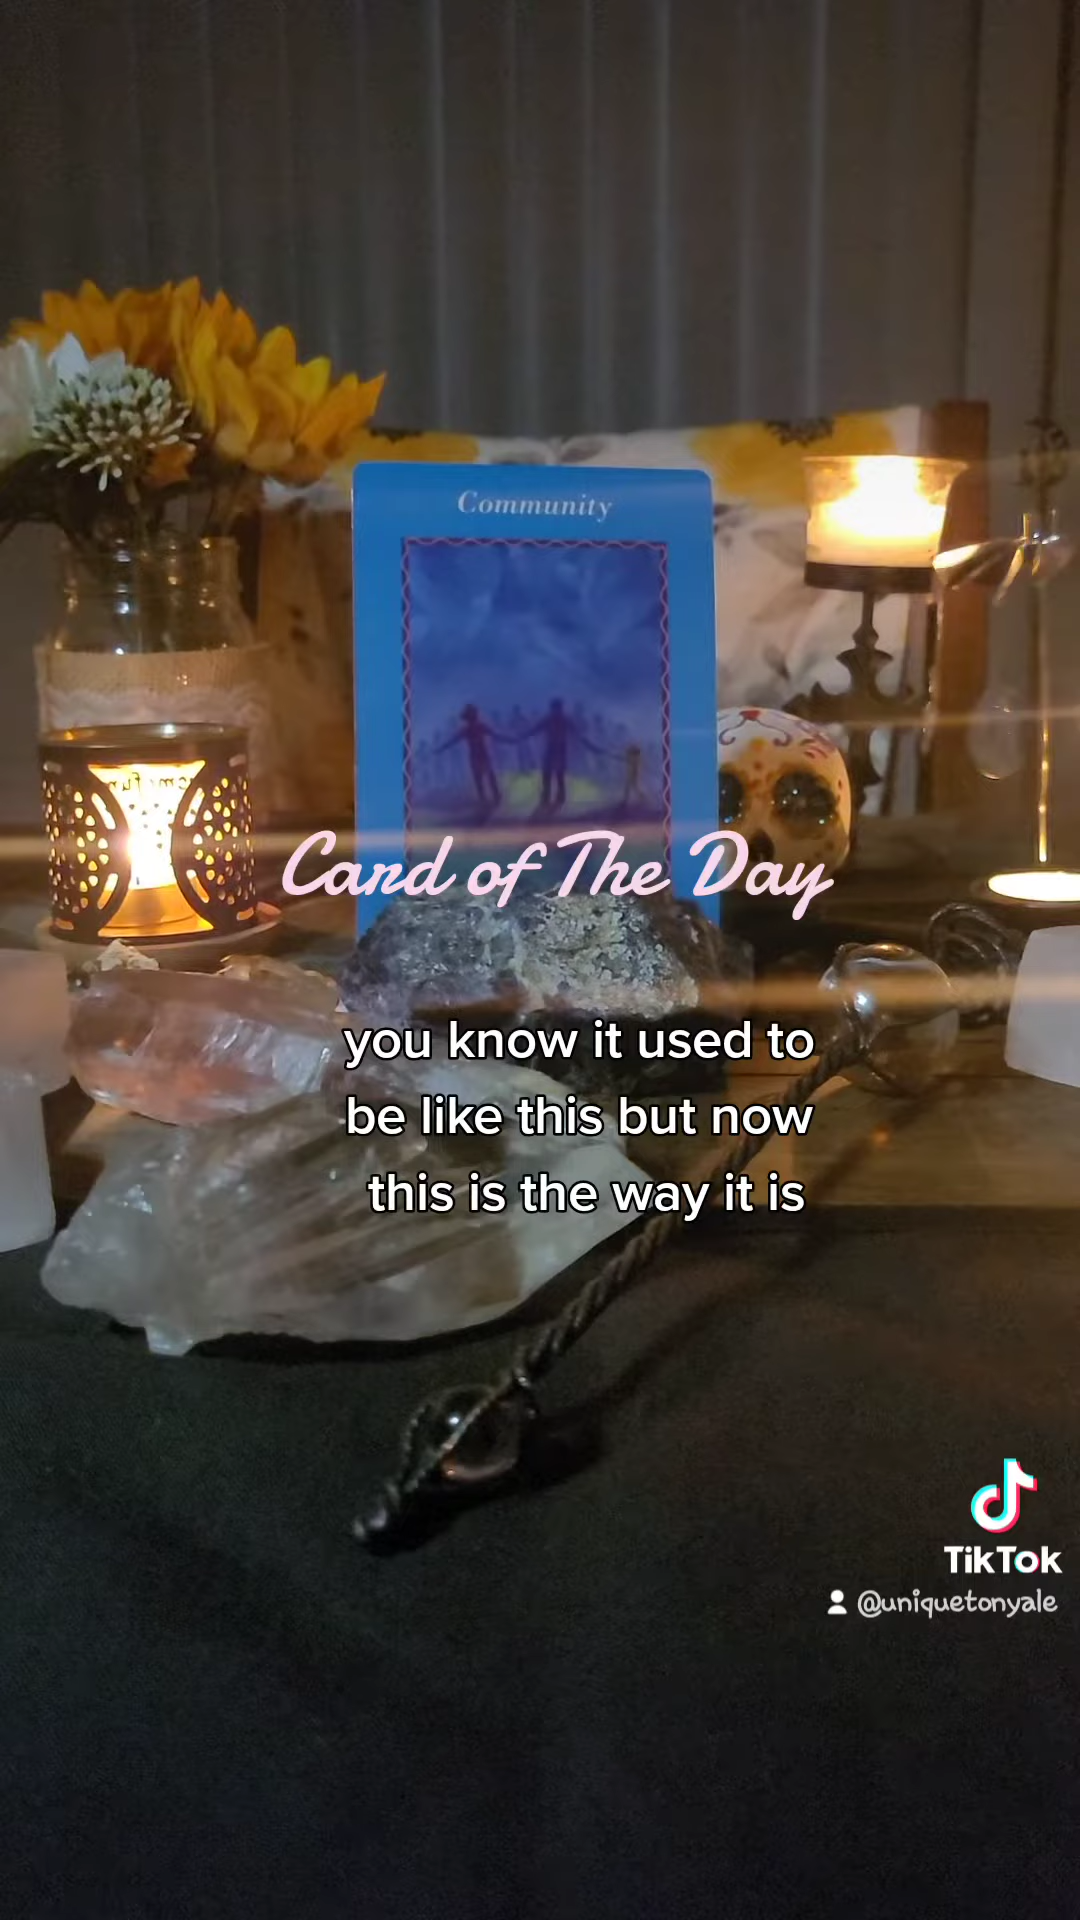 Community
Card of The Day
you know it used to
be like this but now
this is the way it is
TikTok
@uniquetonyale